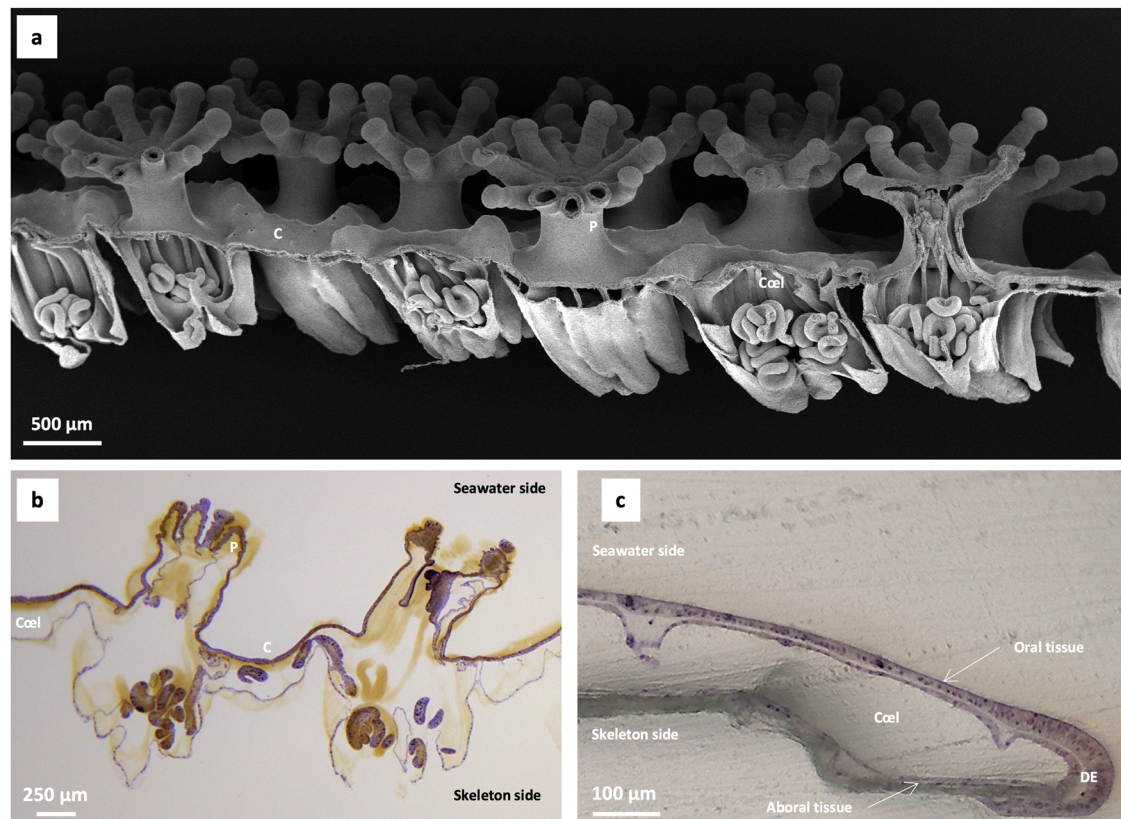 a
C
P
Cœl
500 µm
b
Seawater side
P
Cœl
C
250 µm
Skeleton side
c
Seawater side
Oral tissue
Cœl
Skeleton side
DE
100 µm
Aboral tissue